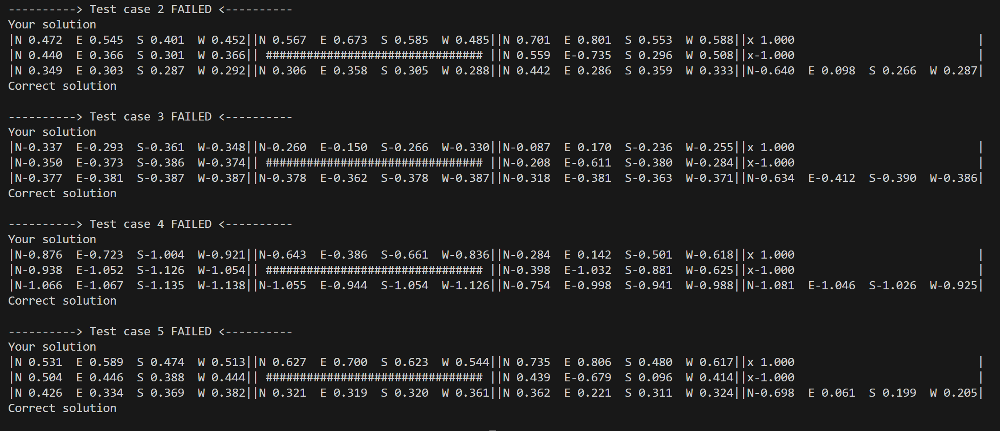 ----------> Test case 2 FAILED <----------
Your solution
|N 0.472  E 0.545  S 0.401  W 0.452||N 0.567  E 0.673  S 0.585  W 0.485||N 0.701  E 0.801  S 0.553  W 0.588||x 1.000                           |
|N 0.440  E 0.366  S 0.301  W 0.366|| ################################ ||N 0.559  E-0.735  S 0.296  W 0.508||x-1.000                           |
|N 0.349  E 0.303  S 0.287  W 0.292||N 0.306  E 0.358  S 0.305  W 0.288||N 0.442  E 0.286  S 0.359  W 0.333||N-0.640  E 0.098  S 0.266  W 0.287|
Correct solution
----------> Test case 3 FAILED <----------
Your solution
|N-0.337  E-0.293  S-0.361  W-0.348||N-0.260  E-0.150  S-0.266  W-0.330||N-0.087  E 0.170  S-0.236  W-0.255||x 1.000                           |
|N-0.350  E-0.373  S-0.386  W-0.374|| ################################ ||N-0.208  E-0.611  S-0.380  W-0.284||x-1.000                           |
|N-0.377  E-0.381  S-0.387  W-0.387||N-0.378  E-0.362  S-0.378  W-0.387||N-0.318  E-0.381  S-0.363  W-0.371||N-0.634  E-0.412  S-0.390  W-0.386|
Correct solution
----------> Test case 4 FAILED <----------
Your solution
|N-0.876  E-0.723  S-1.004  W-0.921||N-0.643  E-0.386  S-0.661  W-0.836||N-0.284  E 0.142  S-0.501  W-0.618||x 1.000                           |
|N-0.938  E-1.052  S-1.126  W-1.054|| ################################ ||N-0.398  E-1.032  S-0.881  W-0.625||x-1.000                           |
|N-1.066  E-1.067  S-1.135  W-1.138||N-1.055  E-0.944  S-1.054  W-1.126||N-0.754  E-0.998  S-0.941  W-0.988||N-1.081  E-1.046  S-1.026  W-0.925|
Correct solution
----------> Test case 5 FAILED <----------
Your solution
|N 0.531  E 0.589  S 0.474  W 0.513||N 0.627  E 0.700  S 0.623  W 0.544||N 0.735  E 0.806  S 0.480  W 0.617||x 1.000                           |
|N 0.504  E 0.446  S 0.388  W 0.444|| ################################ ||N 0.439  E-0.679  S 0.096  W 0.414||x-1.000                           |
|N 0.426  E 0.334  S 0.369  W 0.382||N 0.321  E 0.319  S 0.320  W 0.361||N 0.362  E 0.221  S 0.311  W 0.324||N-0.698  E 0.061  S 0.199  W 0.205|
Correct solution